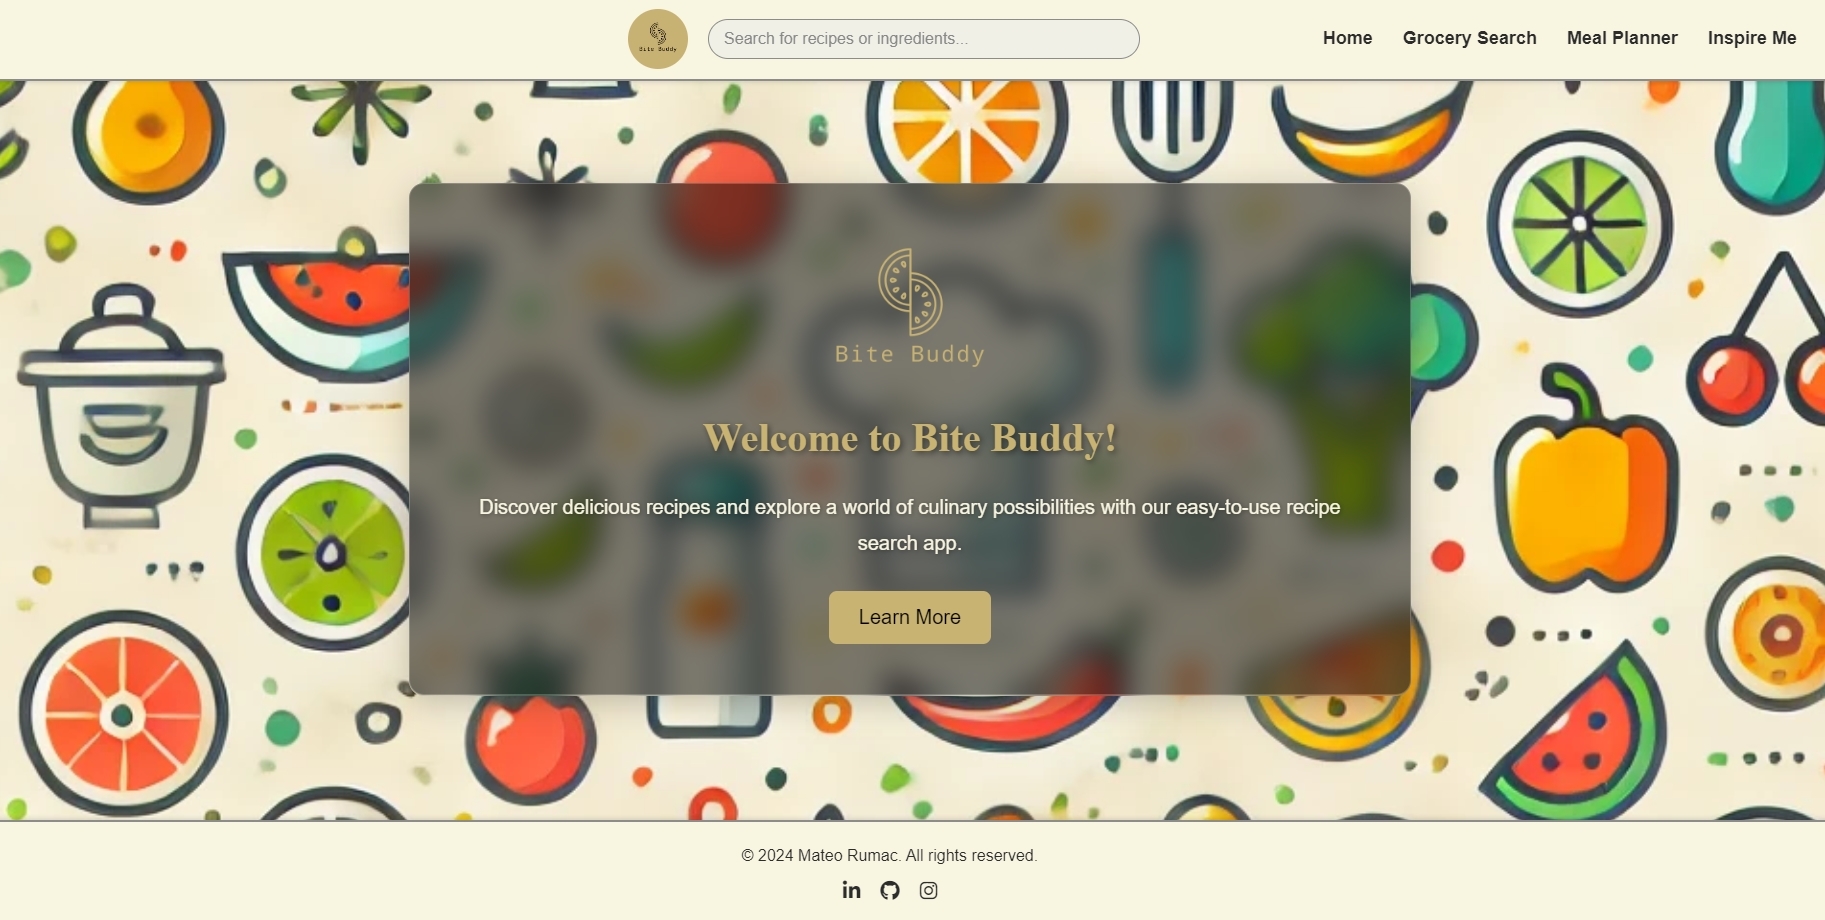 Bite Buddy
Search for recipes or ingredients...
Home
Grocery Search
Meal Planner
Inspire Me
Bite Buddy
Welcome to Bite Buddy!
Discover delicious recipes and explore a world of culinary possibilities with our easy-to-use recipe
search app.
Learn More
© 2024 Mateo Rumac. All rights reserved.
in